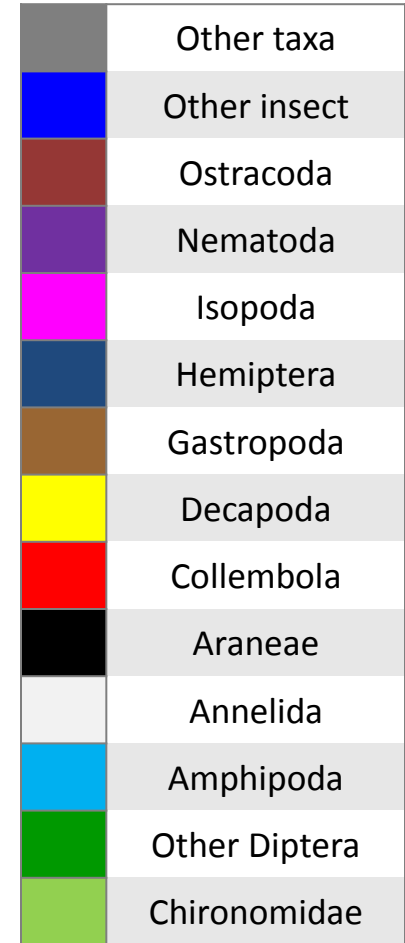 Other taxa
Other insect
Ostracoda
Nematoda
Isopoda
Hemiptera
Gastropoda
Decapoda
Collembola
Araneae
Annelida
Amphipoda
Other Diptera
Chironomidae